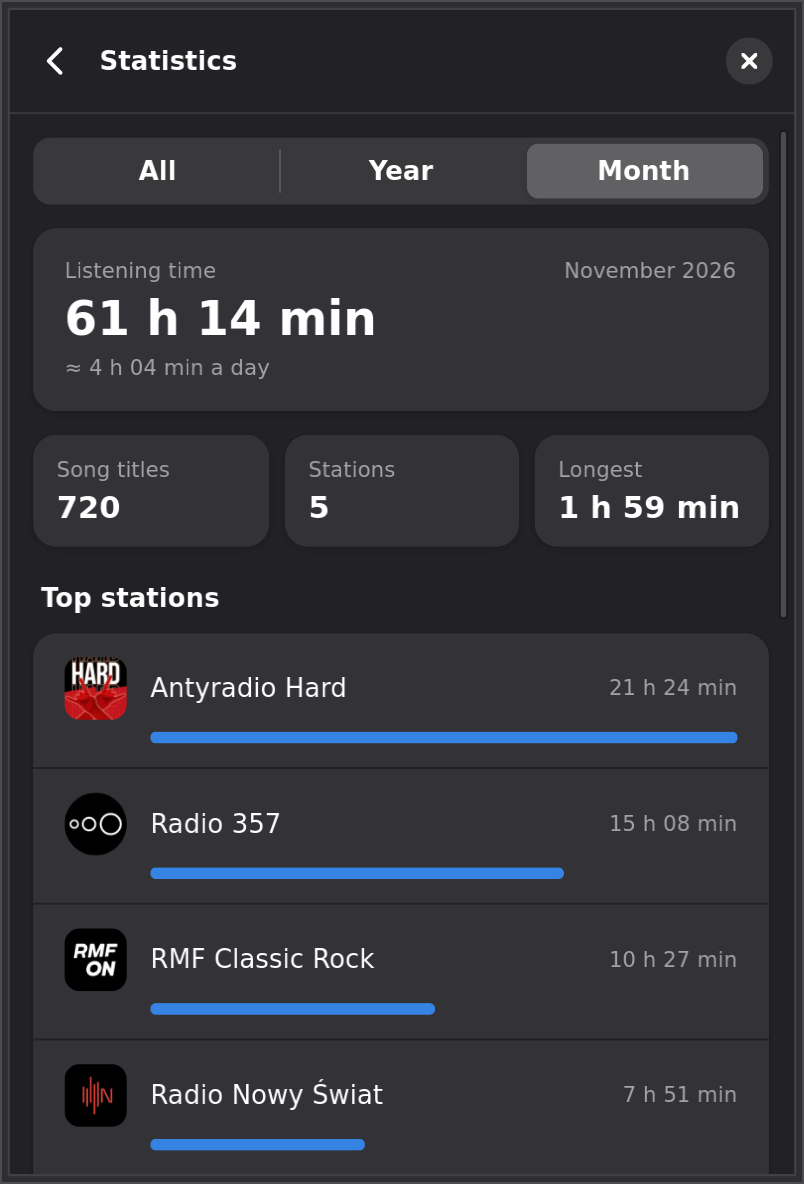 Statistics
All
Year
Month
Listening time
November 2026
61 h 14 min
≈ 4 h 04 min a day
Song titles
720
Stations
5
Longest
1 h 59 min
Top stations
HARD
Antyradio Hard
21 h 24 min
Radio 357
15 h 08 min
RMF
ON
RMF Classic Rock
10 h 27 min
N
Radio Nowy Świat
7 h 51 min